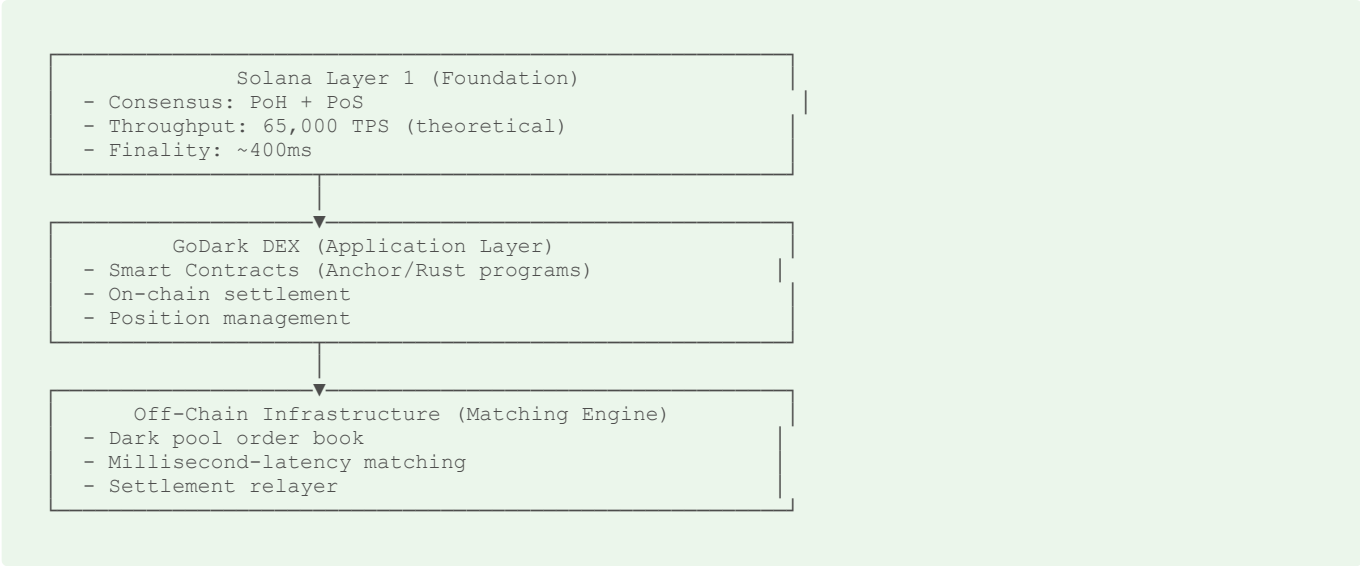 Solana Layer 1 (Foundation)
- Consensus: PoH + PoS
- Throughput: 65,000 TPS (theoretical)
- Finality: ~400ms
GoDark DEX (Application Layer)
- Smart Contracts (Anchor/Rust programs)
- On-chain settlement
- Position management
Off-Chain Infrastructure (Matching Engine)
- Dark pool order book
- Millisecond-latency matching
- Settlement relayer